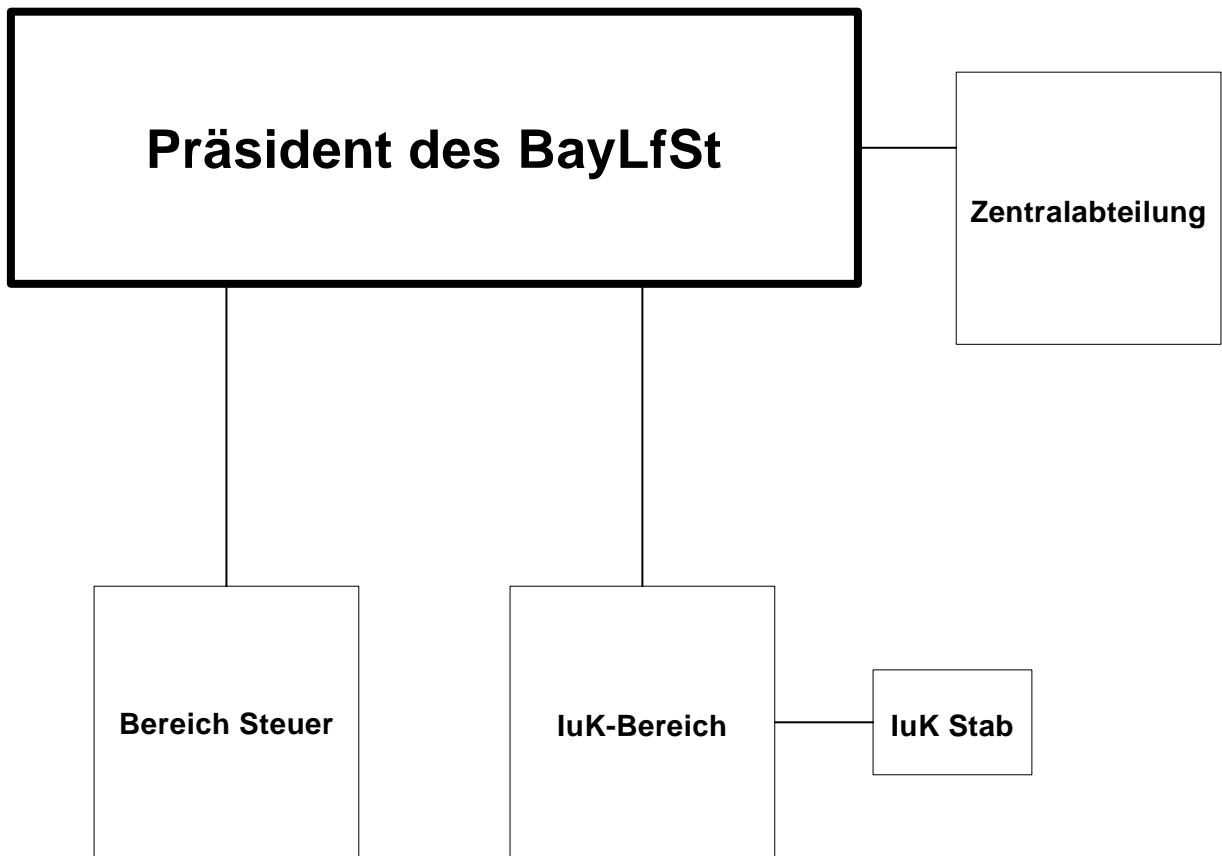 Präsident des BayLfSt
Zentralabteilung
Bereich Steuer
IuK-Bereich
IuK Stab